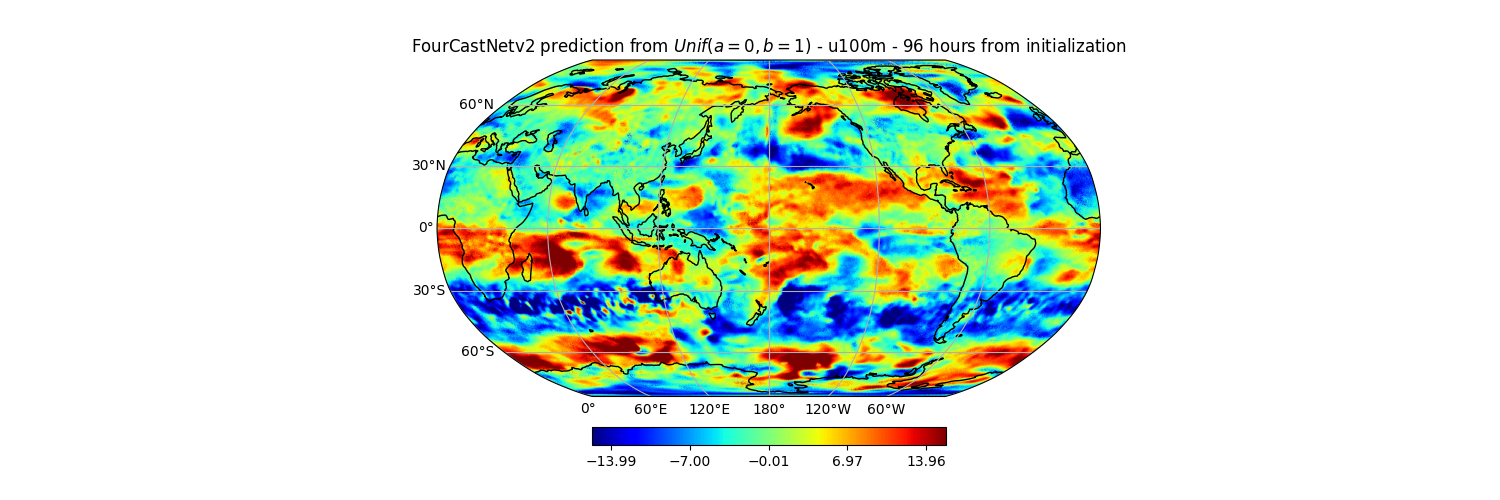 FourCastNetv2 prediction from Unif(a = 0, b = 1) - u100m - 96 hours from initialization
60°N
30°N
0°
30°S
60°S
0° 60°E 120°E 180° 120°W 60°W
−13.99 −7.00 −0.01 6.97 13.96